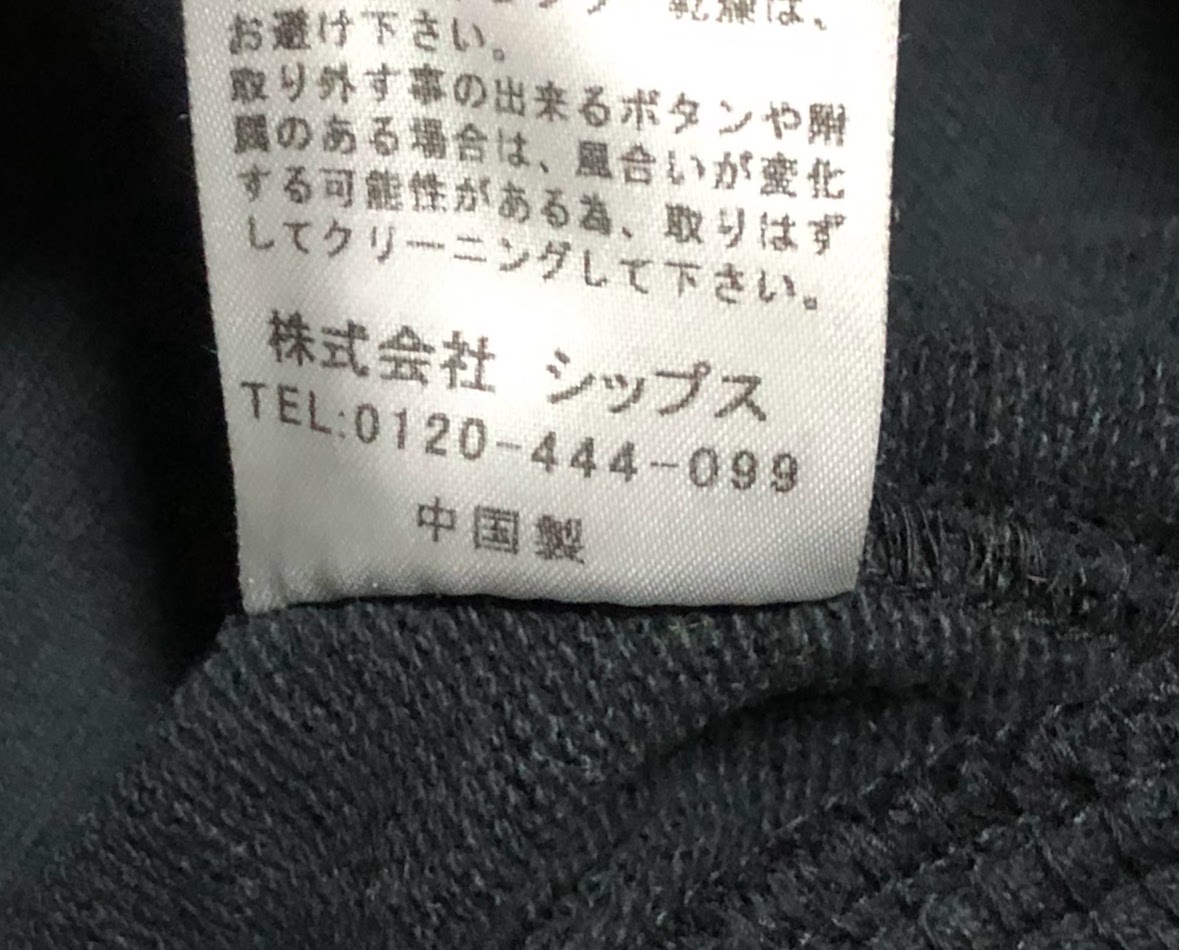 乾燥は、
お避け下さい。
取り外す事の出来るボタンや附
属のある場合は、風合いが変化
する可能性がある為、取りはず
してクリーニングして下さい。
株式会社 シップス
TEL:0120-444-099
中国製